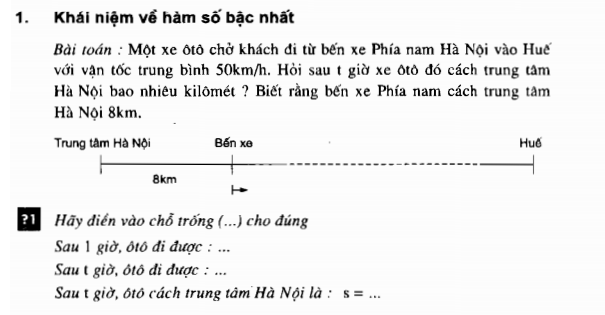 1. Khái niệm về hàm số bậc nhất
Bài toán : Một xe ôtô chở khách đi từ bến xe Phía nam Hà Nội vào Huế
với vận tốc trung bình 50km/h. Hỏi sau t giờ xe ôtô đó cách trung tâm
Hà Nội bao nhiêu kilômét ? Biết rằng bến xe Phía nam cách trung tâm
Hà Nội 8km.
Trung tâm Hà Nội Bến xe Huế
8km
?1 Hãy điền vào chỗ trống (...) cho đúng
Sau 1 giờ, ôtô đi được : ...
Sau t giờ, ôtô đi được : ...
Sau t giờ, ôtô cách trung tâm Hà Nội là : s = ...